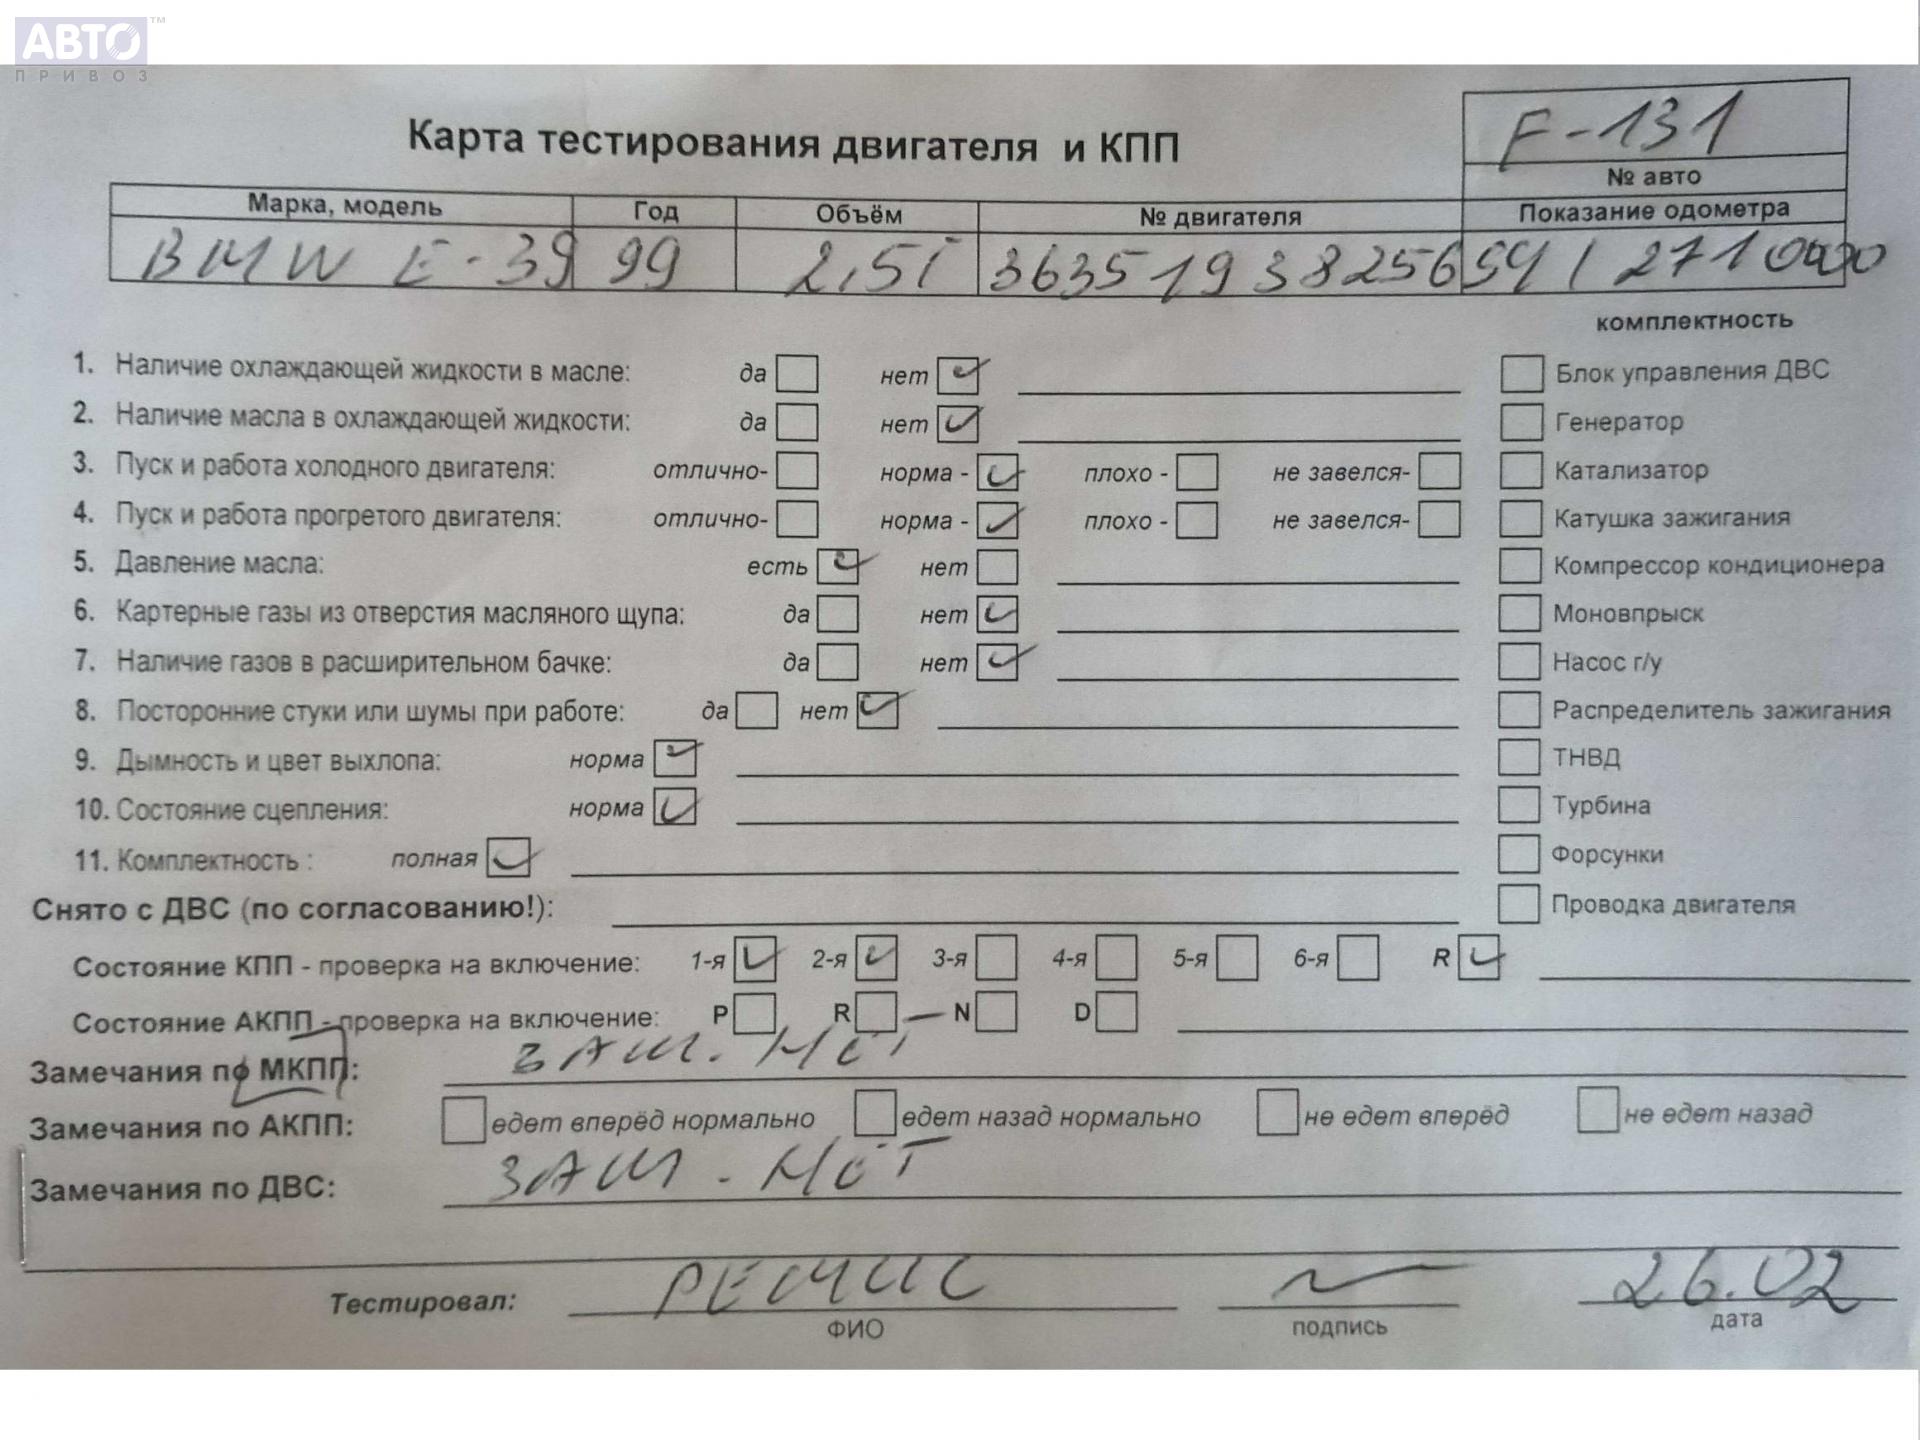 АВТО™
ПРИВОЗ
F-131
Карта тестирования двигателя и КПП
№ авто
Марка, модель Год Объём № двигателя Показание одометра
BMW E-39 99 2,5i 36351938256S41 271000
комплектность
1. Наличие охлаждающей жидкости в масле: да нет Блок управления ДВС
2. Наличие масла в охлаждающей жидкости: да нет Генератор
3. Пуск и работа холодного двигателя: отлично- норма - плохо - не завелся- Катализатор
4. Пуск и работа прогретого двигателя: отлично- норма - плохо - не завелся- Катушка зажигания
5. Давление масла: есть нет Компрессор кондиционера
6. Картерные газы из отверстия масляного щупа: да нет Моновпрыск
7. Наличие газов в расширительном бачке: да нет Насос г/у
8. Посторонние стуки или шумы при работе: да нет Распределитель зажигания
9. Дымность и цвет выхлопа: норма ТНВД
10. Состояние сцепления: норма Турбина
11. Комплектность : полная Форсунки
Снято с ДВС (по согласованию!): Проводка двигателя
Состояние КПП - проверка на включение: 1-я 2-я 3-я 4-я 5-я 6-я R
Состояние АКПП - проверка на включение: P R N D
Замечания по МКПП: ЗАМ. НЕТ
Замечания по АКПП: едет вперёд нормально едет назад нормально не едет вперёд не едет назад
Замечания по ДВС: ЗАМ. НЕТ
Тестировал: РЕМИС 26.02
ФИО подпись дата